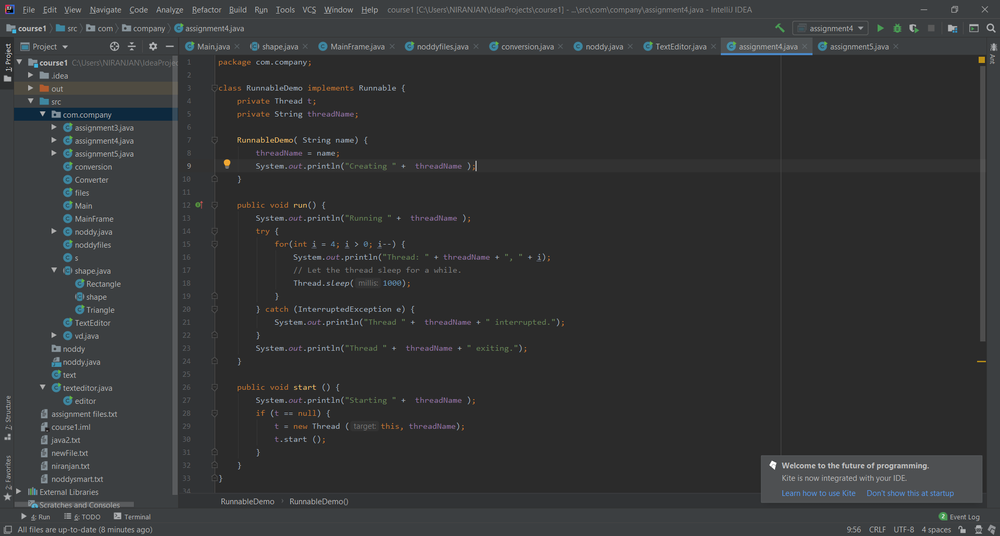 File Edit View Navigate Code Analyze Refactor Build Run Tools VCS Window Help course1 [C:\Users\NIRANJAN\IdeaProjects\course1] - ...\src\com\company\assignment4.java - IntelliJ IDEA
course1 src com company assignment4.java assignment4
Project Main.java shape.java MainFrame.java noddyfiles.java conversion.java noddy.java TextEditor.java assignment4.java assignment5.java
1: Project
7: Structure
2: Favorites
Ant
course1 C:\Users\NIRANJAN\IdeaProjec
.idea
out
src
com.company
assignment3.java
assignment4.java
assignment5.java
conversion
Converter
files
Main
MainFrame
noddy.java
noddyfiles
s
shape.java
Rectangle
shape
Triangle
TextEditor
vd.java
noddy
noddy.java
text
texteditor.java
editor
assignment files.txt
course1.iml
java2.txt
newFile.txt
niranjan.txt
noddysmart.txt
External Libraries
Scratches and Consoles
1 package com.company;
2
3 class RunnableDemo implements Runnable {
4 private Thread t;
5 private String threadName;
6
7 RunnableDemo( String name) {
8 threadName = name;
9 System.out.println("Creating " +  threadName );
10 }
11
12 public void run() {
13 System.out.println("Running " +  threadName );
14 try {
15 for(int i = 4; i > 0; i--) {
16 System.out.println("Thread: " + threadName + ", " + i);
17 // Let the thread sleep for a while.
18 Thread.sleep( millis: 1000);
19 }
20 } catch (InterruptedException e) {
21 System.out.println("Thread " +  threadName + " interrupted.");
22 }
23 System.out.println("Thread " +  threadName + " exiting.");
24 }
25
26 public void start () {
27 System.out.println("Starting " +  threadName );
28 if (t == null) {
29 t = new Thread ( target: this, threadName);
30 t.start ();
31 }
32 }
33 }
34
RunnableDemo RunnableDemo()
Welcome to the future of programming.
Kite is now integrated with your IDE.
Learn how to use Kite Don't show this at startup
4: Run 6: TODO Terminal 2 Event Log
All files are up-to-date (8 minutes ago) 9:56 CRLF UTF-8 4 spaces